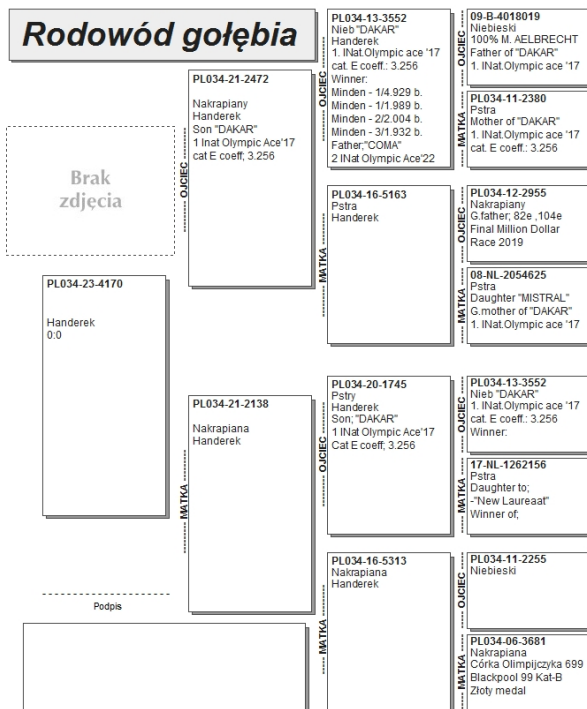 Rodowód gołębia
Brak
zdjęcia
PL034-23-4170
Handerek
0:0
Podpis
OJCIEC
PL034-21-2472
Nakrapiany
Handerek
Son "DAKAR"
1 Inat Olympic Ace'17
cat E coeff; 3.256
MATKA
PL034-21-2138
Nakrapiana
Handerek
OJCIEC
PL034-13-3552
Nieb "DAKAR"
Handerek
1. INat.Olympic ace '17
cat. E coeff.: 3.256
Winner:
Minden - 1/4.929 b.
Minden - 1/1.989 b.
Minden - 2/2.004 b.
Minden - 3/1.932 b.
Father;"COMA"
2 INat Olympic Ace'22
MATKA
PL034-16-5163
Pstra
Handerek
OJCIEC
PL034-20-1745
Pstry
Handerek
Son; "DAKAR"
1 INat Olympic Ace'17
Cat E coeff; 3.256
MATKA
PL034-16-5313
Nakrapiana
Handerek
OJCIEC
09-B-4018019
Niebieski
100% M. AELBRECHT
Father of "DAKAR"
1. INat.Olympic ace '17
MATKA
PL034-11-2380
Pstra
Mother of "DAKAR"
1. INat.Olympic ace '17
cat. E coeff.: 3.256
OJCIEC
PL034-12-2955
Nakrapiany
G.father; 82e ,104e
Final Million Dollar
Race 2019
MATKA
08-NL-2054625
Pstra
Daughter "MISTRAL"
G.mother of "DAKAR"
1. INat.Olympic ace '17
OJCIEC
PL034-13-3552
Nieb "DAKAR"
1. INat.Olympic ace '17
cat. E coeff.: 3.256
Winner:
MATKA
17-NL-1262156
Pstra
Daughter to;
-"New Laureaat"
Winner of;
OJCIEC
PL034-11-2255
Niebieski
MATKA
PL034-06-3681
Nakrapiana
Córka Olimpijczyka 699
Blackpool 99 Kat-B
Złoty medal